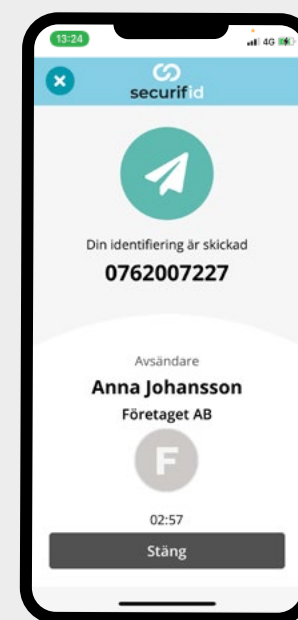 13:24
4G
securifid
Din identifiering är skickad
0762007227
Avsändare
Anna Johansson
Företaget AB
F
02:57
Stäng